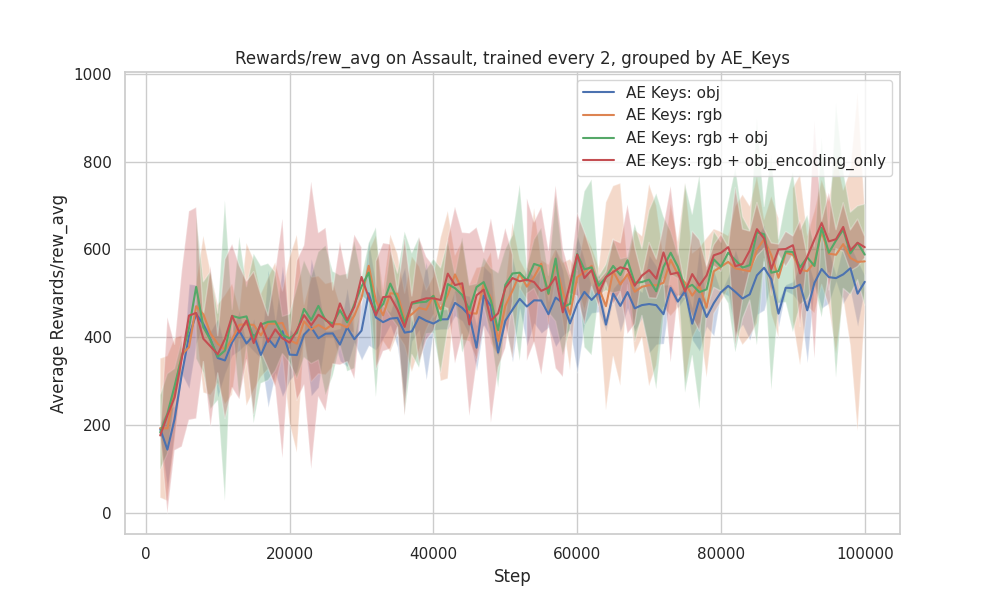 Rewards/rew_avg on Assault, trained every 2, grouped by AE_Keys
AE Keys: obj
AE Keys: rgb
AE Keys: rgb + obj
AE Keys: rgb + obj_encoding_only
Average Rewards/rew_avg
1000
800
600
400
200
0
0 20000 40000 60000 80000 100000
Step